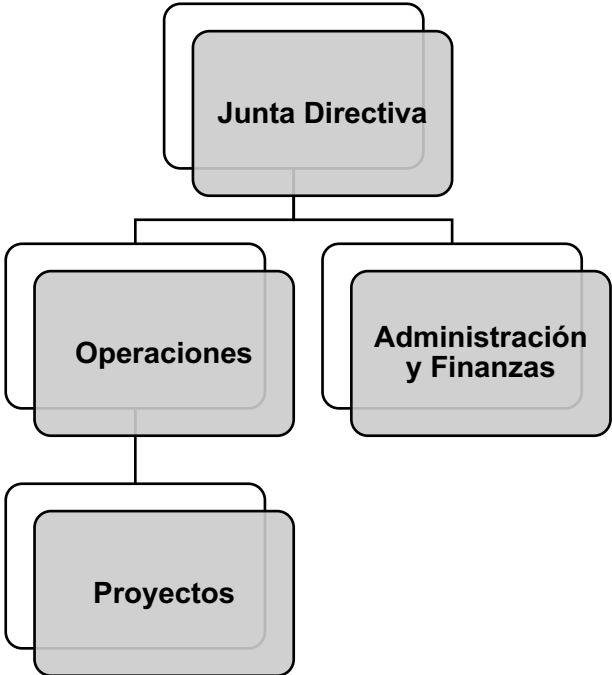 Junta Directiva
Operaciones
Administración
y Finanzas
Proyectos